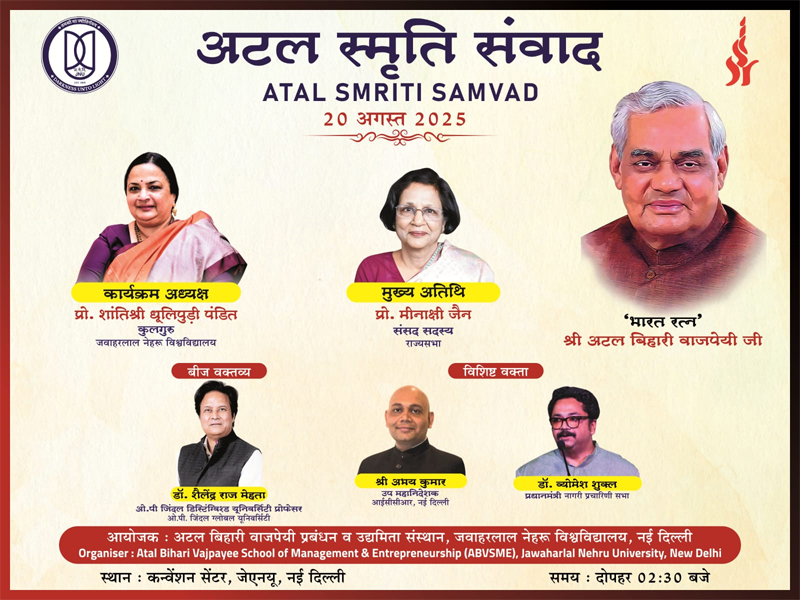 अटल स्मृति संवाद
ATAL SMRITI SAMVAD
20 अगस्त 2025
DARKNESS UNTO LIGHT
कार्यक्रम अध्यक्ष
प्रो. शांतिश्री धूलिपुड़ी पंडित
कुलगुरु
जवाहरलाल नेहरू विश्वविद्यालय
मुख्य अतिथि
प्रो. मीनाक्षी जैन
संसद सदस्य
राज्यसभा
'भारत रत्न'
श्री अटल बिहारी वाजपेयी जी
बीज वक्तव्य
डॉ. शैलेंद्र राज मेहता
ओ.पी जिंदल डिस्टिंग्विश्ड यूनिवर्सिटी प्रोफेसर
ओ.पी. जिंदल ग्लोबल यूनिवर्सिटी
विशिष्ट वक्ता
श्री अभय कुमार
उप महानिदेशक
आईसीसीआर, नई दिल्ली
डॉ. व्योमेश शुक्ल
प्रधानमंत्री नागरी प्रचारिणी सभा
आयोजक : अटल बिहारी वाजपेयी प्रबंधन व उद्यमिता संस्थान, जवाहरलाल नेहरू विश्वविद्यालय, नई दिल्ली
Organiser : Atal Bihari Vajpayee School of Management & Entrepreneurship (ABVSME), Jawaharlal Nehru University, New Delhi
स्थान : कन्वेंशन सेंटर, जेएनयू, नई दिल्ली
समय : दोपहर 02:30 बजे